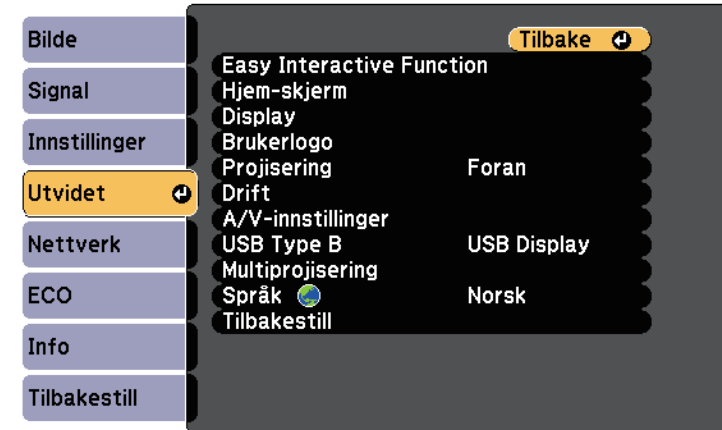 Bilde
Signal
Innstillinger
Utvidet
Nettverk
ECO
Info
Tilbakestill
Tilbake
Easy Interactive Function
Hjem-skjerm
Display
Brukerlogo
Projisering Foran
Drift
A/V-innstillinger
USB Type B USB Display
Multiprojisering
Språk Norsk
Tilbakestill